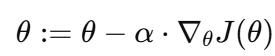 θ := θ − α · ∇θJ(θ)